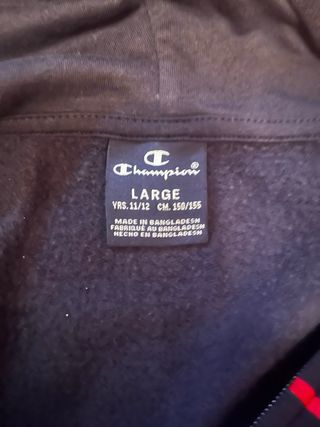 Champion®
LARGE
YRS. 11/12 CM. 150/155
MADE IN BANGLADESH
FABRIQUÉ AU BANGLADESH
HECHO EN BANGLADESH